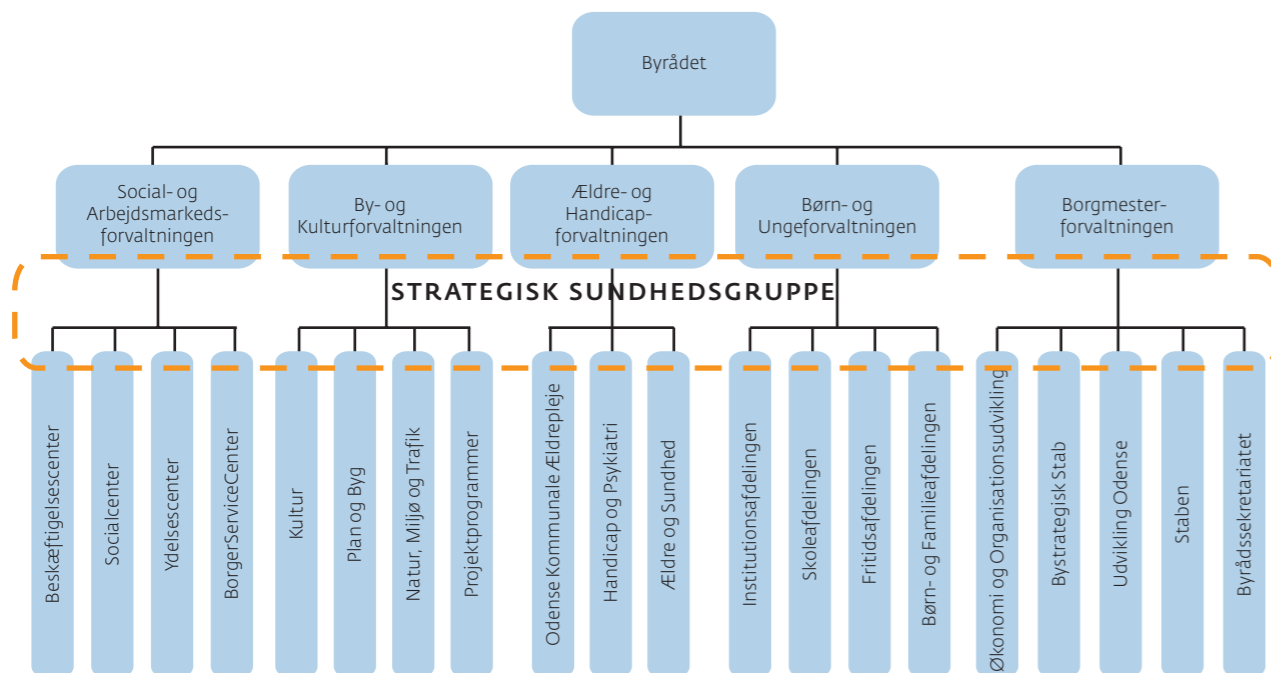 Byrådet
Social- og
Arbejdsmarkeds-
forvaltningen
By- og
Kulturforvaltningen
Ældre- og
Handicap-
forvaltningen
Børn- og
Ungeforvaltningen
Borgmester-
forvaltningen
STRATEGISK SUNDHEDSGRUPPE
Beskæftigelsescenter
Socialcenter
Ydelsescenter
BorgerServiceCenter
Kultur
Plan og Byg
Natur, Miljø og Trafik
Projektprogrammer
Odense Kommunale Ældrepleje
Handicap og Psykiatri
Ældre og Sundhed
Institutionsafdelingen
Skoleafdelingen
Fritidsafdelingen
Børn- og Familieafdelingen
Økonomi og Organisationsudvikling
Bystrategisk Stab
Udvikling Odense
Staben
Byrådssekretariatet